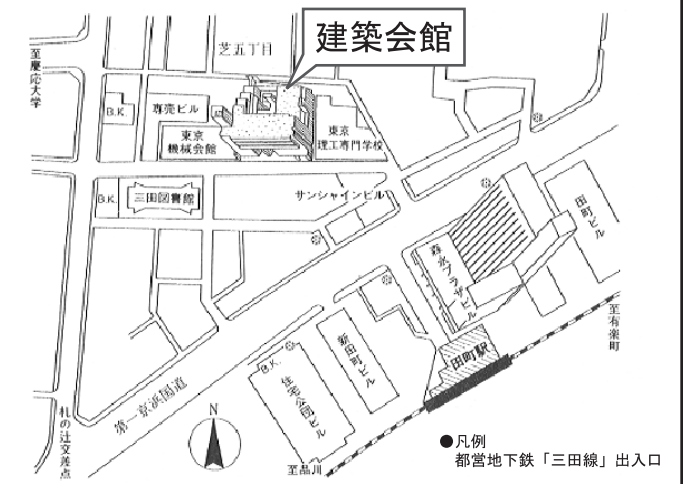 建築会館
芝五丁目
至慶応大学
B.K.
専売ビル
東京
機械会館
東京
理工専門学校
B.K.
三田図書館
サンシャインビル
田町ビル
森永プラザビル
至有楽町
新田町ビル
田町駅
B.K.
住宅公団ビル
第一京浜国道
札の辻交差点
N
至品川
●凡例
都営地下鉄「三田線」出入口